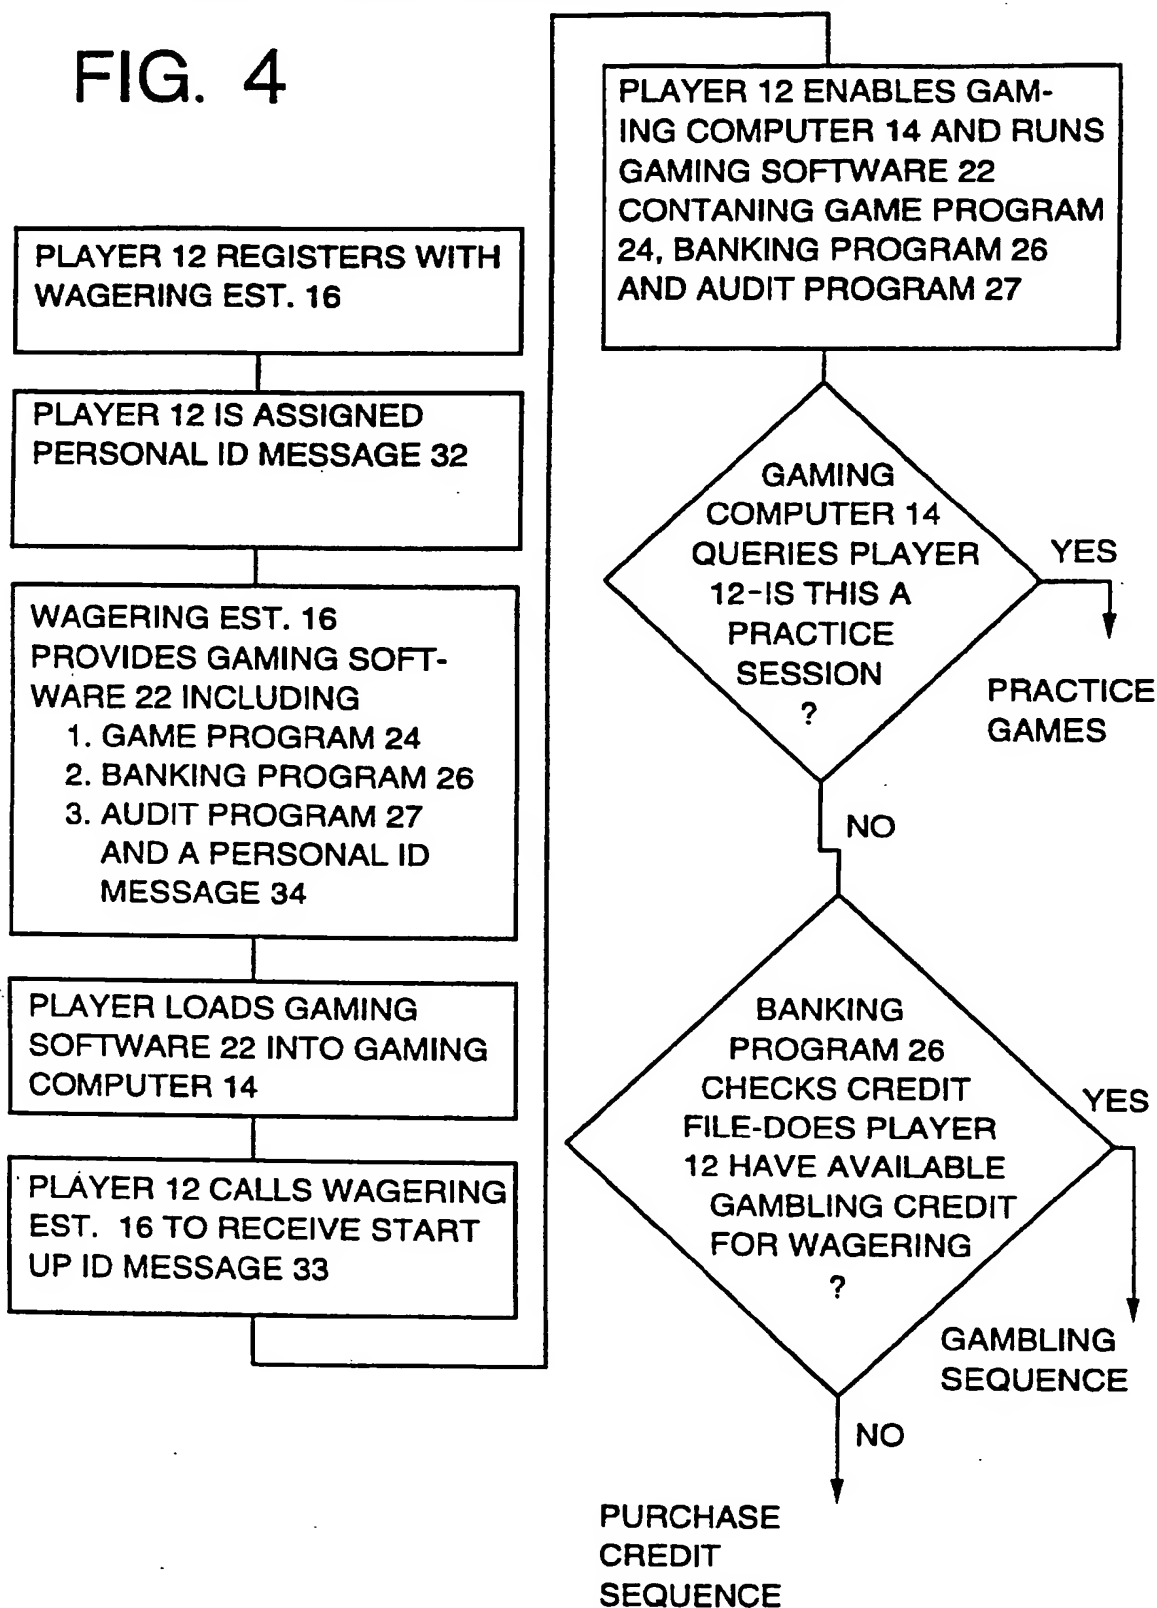 FIG. 4
PLAYER 12 REGISTERS WITH
WAGERING EST. 16
PLAYER 12 IS ASSIGNED
PERSONAL ID MESSAGE 32
WAGERING EST. 16
PROVIDES GAMING SOFT-
WARE 22 INCLUDING
1. GAME PROGRAM 24
2. BANKING PROGRAM 26
3. AUDIT PROGRAM 27
AND A PERSONAL ID
MESSAGE 34
PLAYER LOADS GAMING
SOFTWARE 22 INTO GAMING
COMPUTER 14
PLAYER 12 CALLS WAGERING
EST. 16 TO RECEIVE START
UP ID MESSAGE 33
PLAYER 12 ENABLES GAM-
ING COMPUTER 14 AND RUNS
GAMING SOFTWARE 22
CONTANING GAME PROGRAM
24, BANKING PROGRAM 26
AND AUDIT PROGRAM 27
GAMING
COMPUTER 14
QUERIES PLAYER
12-IS THIS A
PRACTICE
SESSION
?
YES
PRACTICE
GAMES
NO
BANKING
PROGRAM 26
CHECKS CREDIT
FILE-DOES PLAYER
12 HAVE AVAILABLE
GAMBLING CREDIT
FOR WAGERING
?
YES
GAMBLING
SEQUENCE
NO
PURCHASE
CREDIT
SEQUENCE